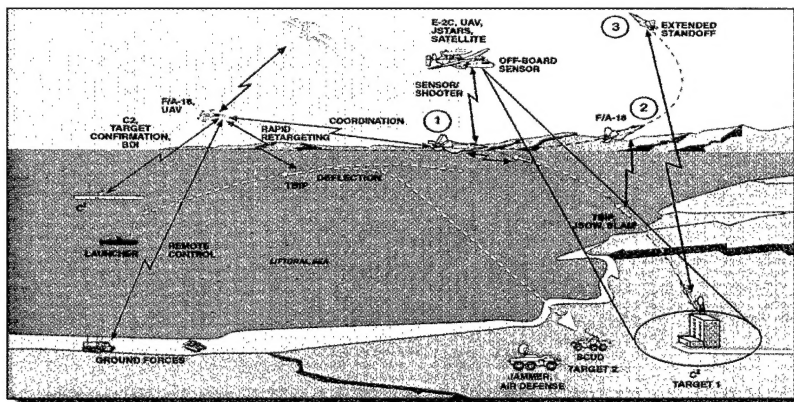 E-2C, UAV,
JSTARS,
SATELLITE
OFF-BOARD
SENSOR
SENSOR/
SHOOTER
3
EXTENDED
STANDOFF
F/A-18,
UAV
C2,
TARGET
CONFIRMATION,
BDI
RAPID
RETARGETING
COORDINATION
1
F/A-18
2
TBIP
DEFLECTION
C²
LAUNCHER
REMOTE
CONTROL
LITTORAL SEA
TBIP,
JSOW, SLAM
GROUND FORCES
JAMMER,
AIR DEFENSE
SCUD
TARGET 2
C²
TARGET 1